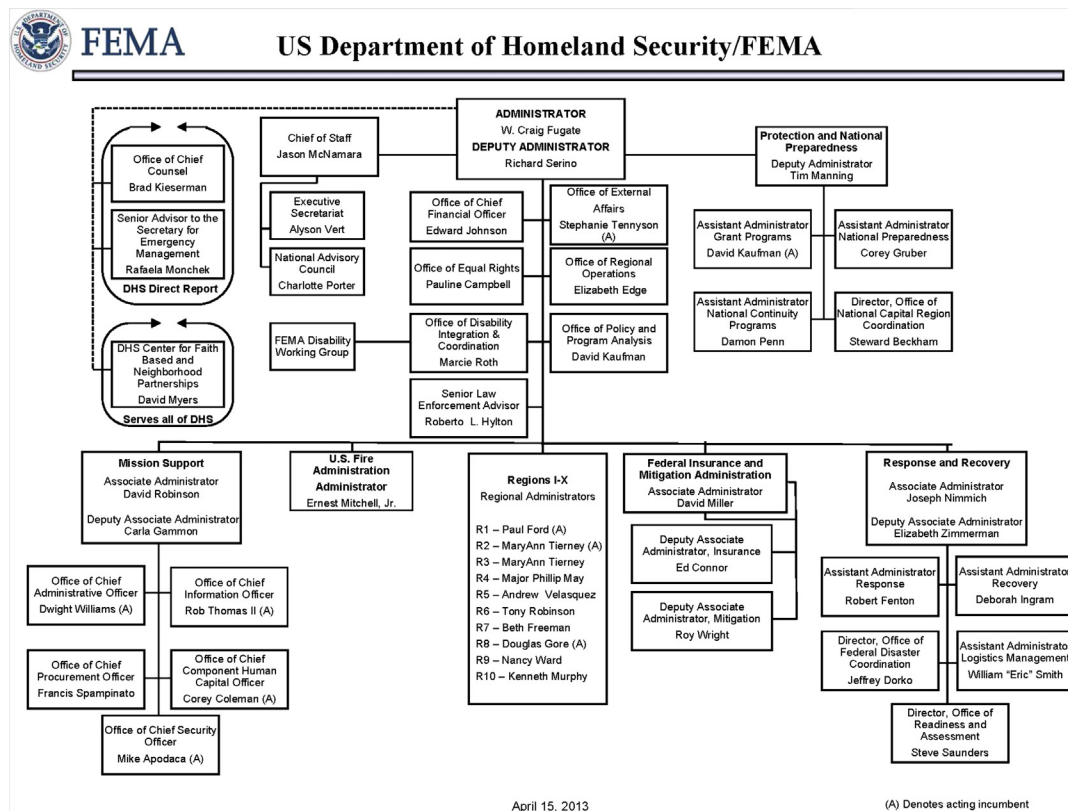 U.S. DEPARTMENT OF HOMELAND SECURITY
FEMA
US Department of Homeland Security/FEMA
ADMINISTRATOR
W. Craig Fugate
DEPUTY ADMINISTRATOR
Richard Serino
Chief of Staff
Jason McNamara
Executive
Secretariat
Alyson Vert
National Advisory
Council
Charlotte Porter
Office of Chief
Counsel
Brad Kieserman
Senior Advisor to the
Secretary for
Emergency
Management
Rafaela Monchek
DHS Direct Report
DHS Center for Faith
Based and
Neighborhood
Partnerships
David Myers
Serves all of DHS
Office of Chief
Financial Officer
Edward Johnson
Office of External
Affairs
Stephanie Tennyson
(A)
Office of Equal Rights
Pauline Campbell
Office of Regional
Operations
Elizabeth Edge
FEMA Disability
Working Group
Office of Disability
Integration &
Coordination
Marcie Roth
Office of Policy and
Program Analysis
David Kaufman
Senior Law
Enforcement Advisor
Roberto L. Hylton
Protection and National
Preparedness
Deputy Administrator
Tim Manning
Assistant Administrator
Grant Programs
David Kaufman (A)
Assistant Administrator
National Preparedness
Corey Gruber
Assistant Administrator
National Continuity
Programs
Damon Penn
Director, Office of
National Capital Region
Coordination
Steward Beckham
Mission Support
Associate Administrator
David Robinson
Deputy Associate Administrator
Carla Gammon
Office of Chief
Administrative Officer
Dwight Williams (A)
Office of Chief
Information Officer
Rob Thomas II (A)
Office of Chief
Procurement Officer
Francis Spampinato
Office of Chief
Component Human
Capital Officer
Corey Coleman (A)
Office of Chief Security
Officer
Mike Apodaca (A)
U.S. Fire
Administration
Administrator
Ernest Mitchell, Jr.
Regions I-X
Regional Administrators
R1 – Paul Ford (A)
R2 – MaryAnn Tierney (A)
R3 – MaryAnn Tierney
R4 – Major Phillip May
R5 – Andrew Velasquez
R6 – Tony Robinson
R7 – Beth Freeman
R8 – Douglas Gore (A)
R9 – Nancy Ward
R10 – Kenneth Murphy
Federal Insurance and
Mitigation Administration
Associate Administrator
David Miller
Deputy Associate
Administrator, Insurance
Ed Connor
Deputy Associate
Administrator, Mitigation
Roy Wright
Response and Recovery
Associate Administrator
Joseph Nimmich
Deputy Associate Administrator
Elizabeth Zimmerman
Assistant Administrator
Response
Robert Fenton
Assistant Administrator
Recovery
Deborah Ingram
Director, Office of
Federal Disaster
Coordination
Jeffrey Dorko
Assistant Administrator
Logistics Management
William "Eric" Smith
Director, Office of
Readiness and
Assessment
Steve Saunders
April 15, 2013
(A) Denotes acting incumbent